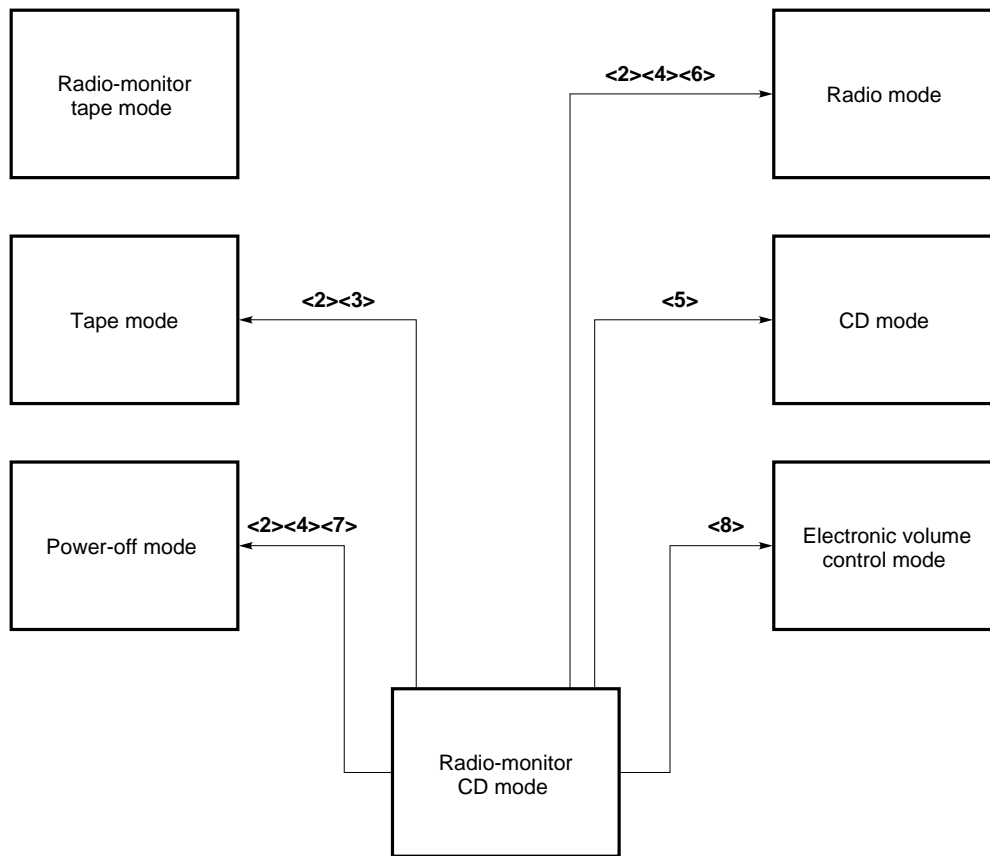 Radio-monitor
tape mode
<2><4><6>
Radio mode
Tape mode
<2><3>
<5>
CD mode
Power-off mode
<2><4><7>
<8>
Electronic volume
control mode
Radio-monitor
CD mode